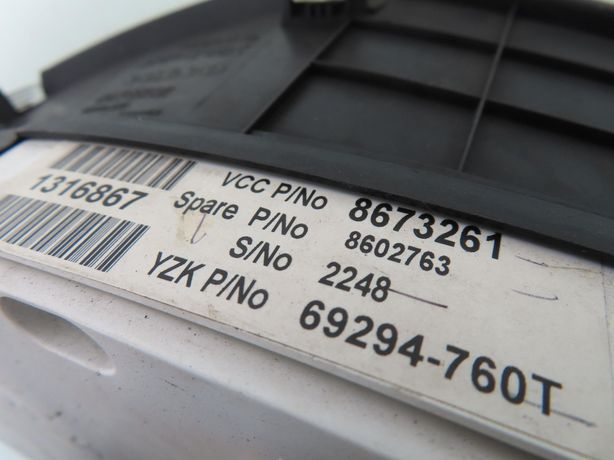 1316867
VCC P/No 8673261
Spare P/No 8602763
S/No 2248
YZK P/No 69294-760T